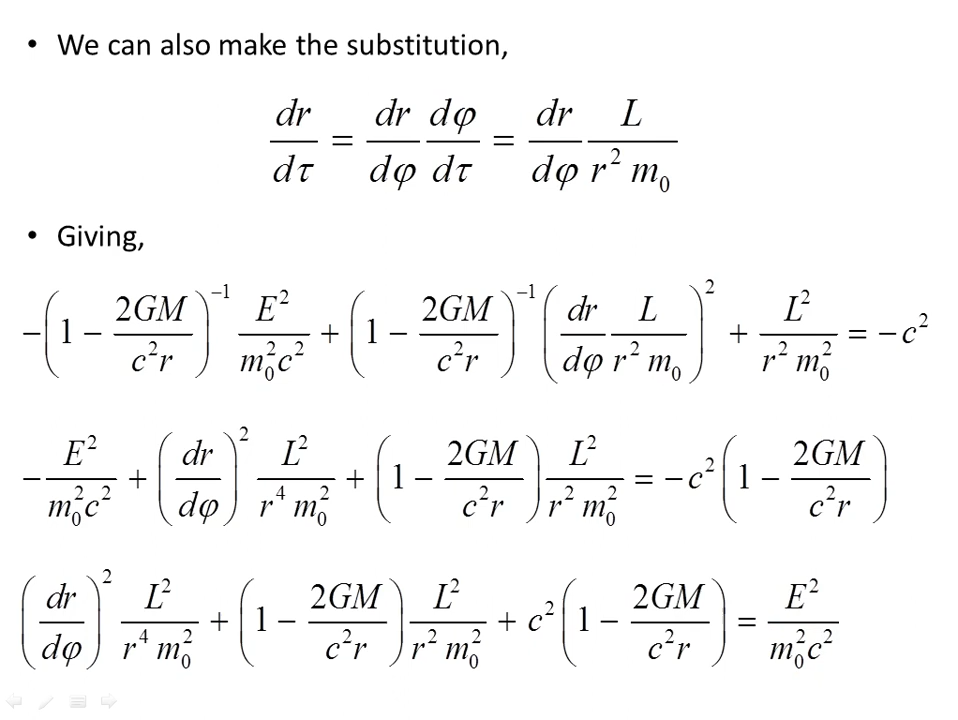 • We can also make the substitution,
dr/dτ = dr/dφ dφ/dτ = dr/dφ L/(r² m₀)
• Giving,
−(1 − 2GM/(c²r))⁻¹ E²/(m₀²c²) + (1 − 2GM/(c²r))⁻¹ (dr/dφ L/(r² m₀))² + L²/(r² m₀²) = −c²
−E²/(m₀²c²) + (dr/dφ)² L²/(r⁴ m₀²) + (1 − 2GM/(c²r)) L²/(r² m₀²) = −c² (1 − 2GM/(c²r))
(dr/dφ)² L²/(r⁴ m₀²) + (1 − 2GM/(c²r)) L²/(r² m₀²) + c² (1 − 2GM/(c²r)) = E²/(m₀²c²)